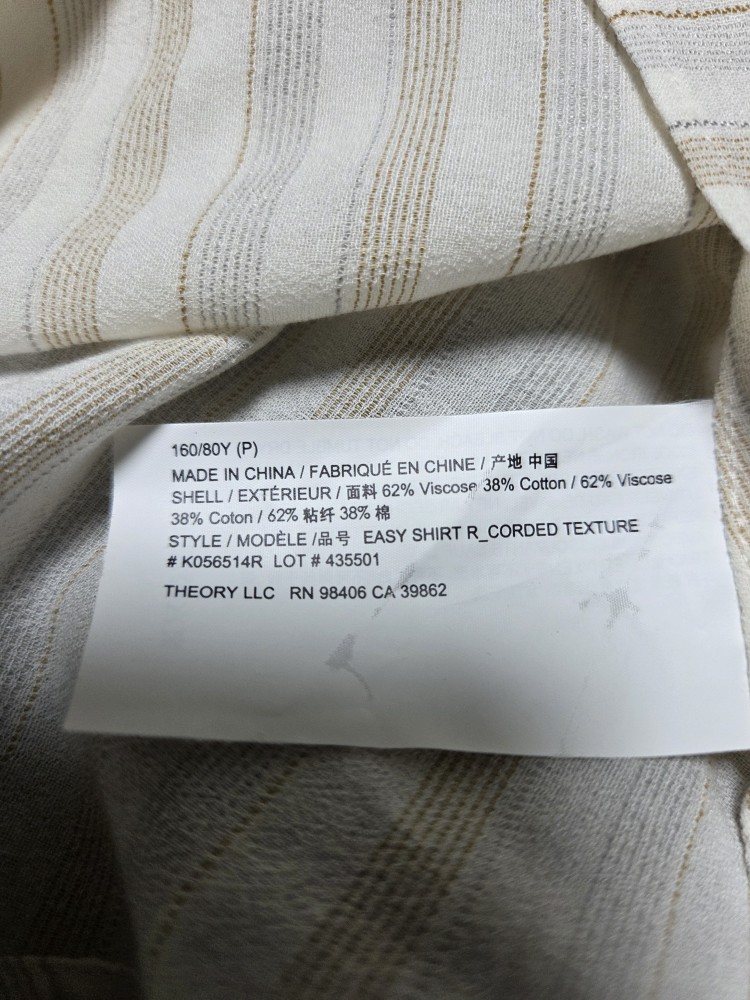 160/80Y (P)
MADE IN CHINA / FABRIQUÉ EN CHINE / 产地 中国
SHELL / EXTÉRIEUR / 面料 62% Viscose 38% Cotton / 62% Viscose
38% Coton / 62% 粘纤 38% 棉
STYLE / MODÈLE /品号 EASY SHIRT R_CORDED TEXTURE
# K056514R LOT # 435501
THEORY LLC RN 98406 CA 39862